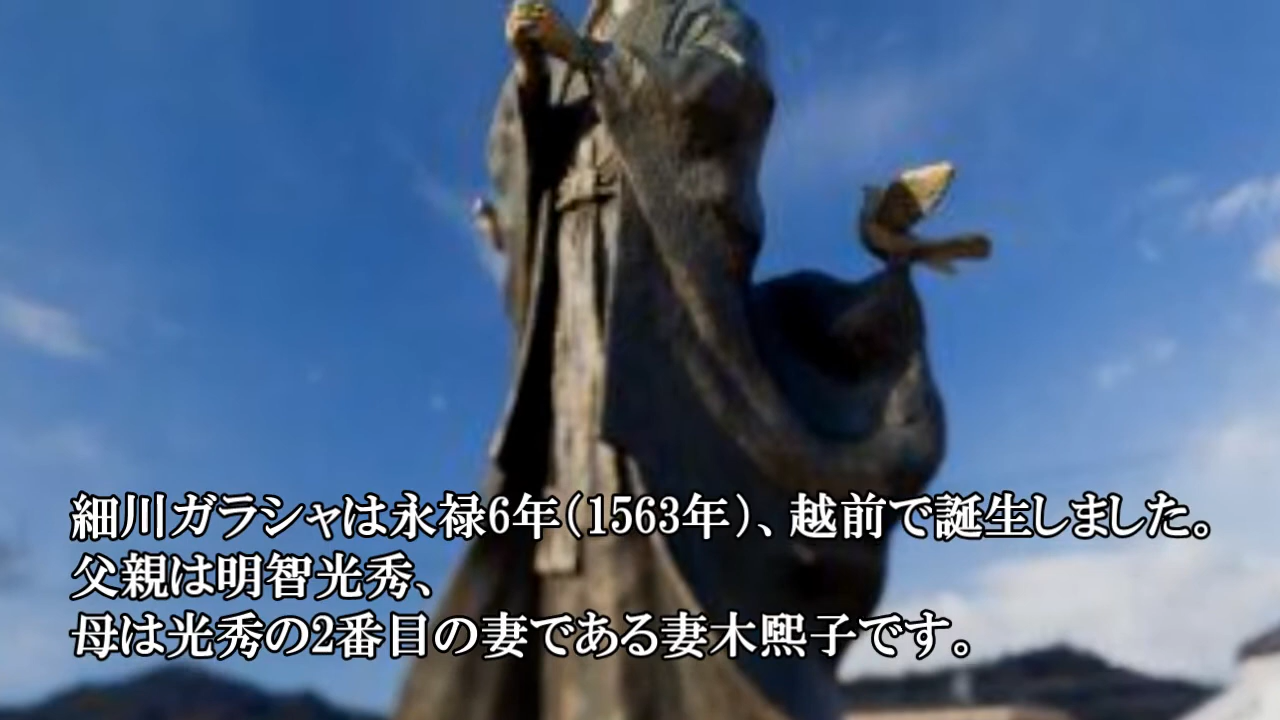 細川ガラシャは永禄6年（1563年）、越前で誕生しました。
父親は明智光秀、
母は光秀の2番目の妻である妻木煕子です。